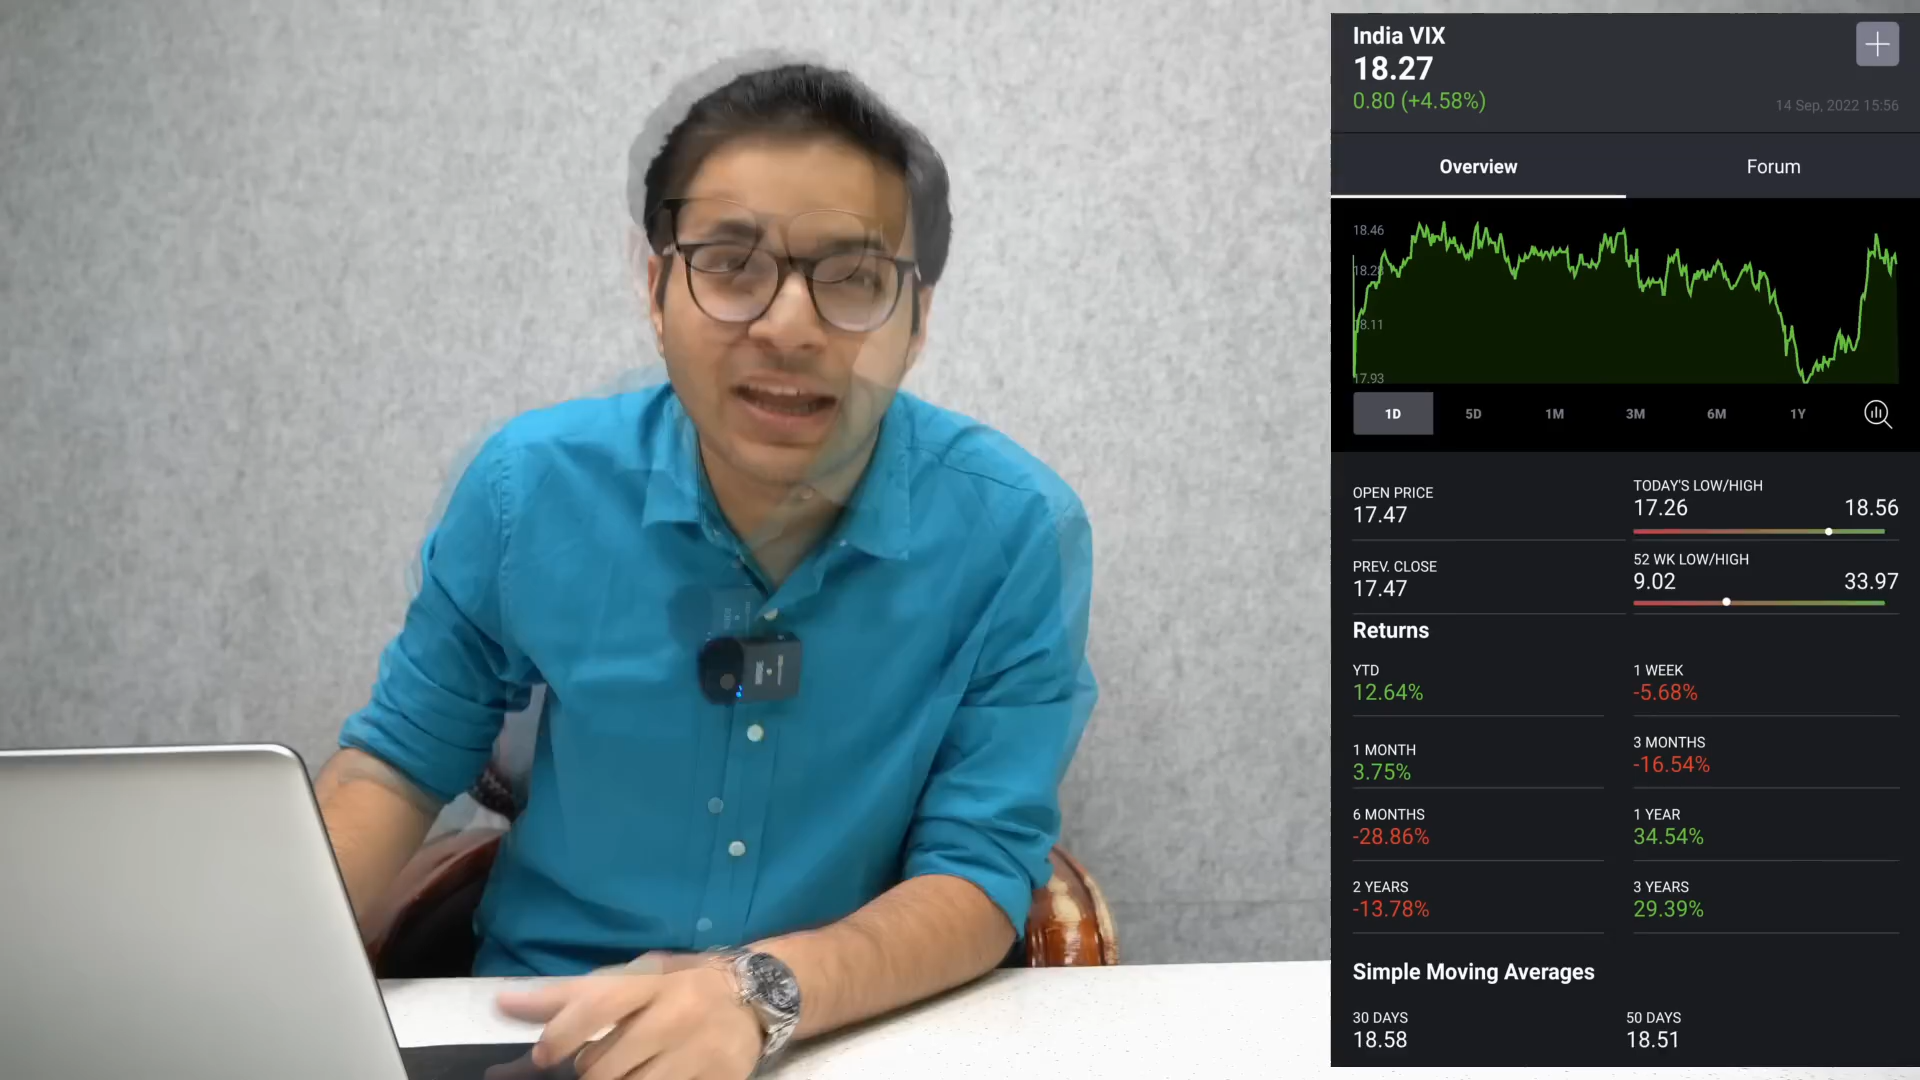 India VIX
18.27
0.80 (+4.58%)
14 Sep, 2022 15:56
Overview
Forum
18.46
18.11
17.93
1D 5D 1M 3M 6M 1Y
OPEN PRICE
17.47
TODAY'S LOW/HIGH
17.26 18.56
PREV. CLOSE
17.47
52 WK LOW/HIGH
9.02 33.97
Returns
YTD
12.64%
1 WEEK
-5.68%
1 MONTH
3.75%
3 MONTHS
-16.54%
6 MONTHS
-28.86%
1 YEAR
34.54%
2 YEARS
-13.78%
3 YEARS
29.39%
Simple Moving Averages
30 DAYS
18.58
50 DAYS
18.51